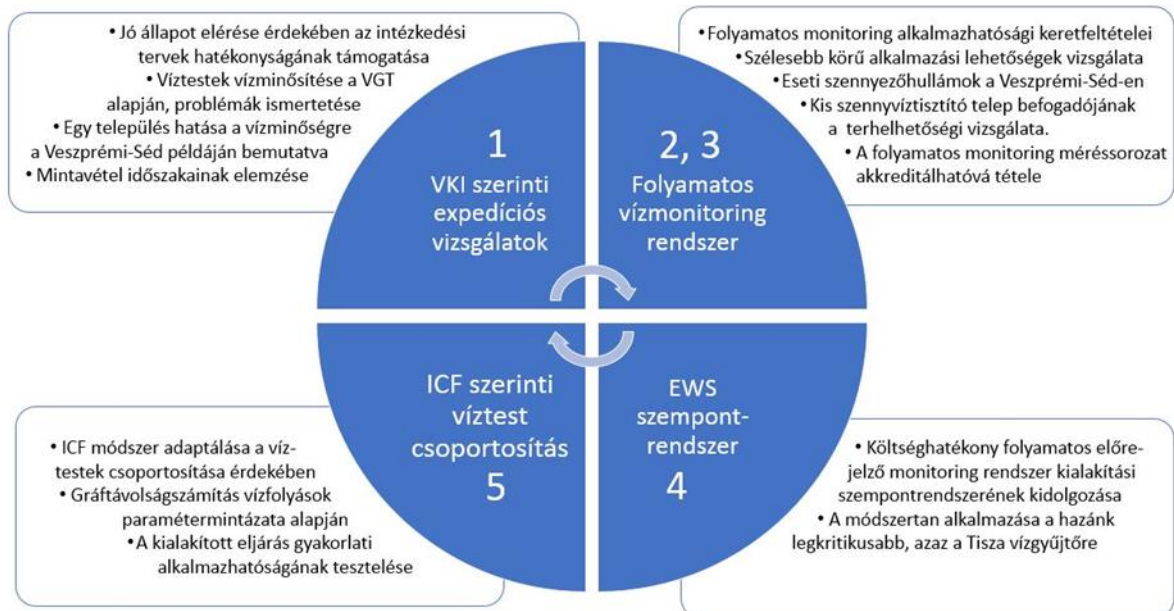 • Jó állapot elérése érdekében az intézkedési
tervek hatékonyságának támogatása
• Víztestek vízminősítése a VGT
alapján, problémák ismertetése
• Egy település hatása a vízminőségre
a Veszprémi-Séd példáján bemutatva
• Mintavétel időszakainak elemzése
• Folyamatos monitoring alkalmazhatósági keretfeltételei
• Szélesebb körű alkalmazási lehetőségek vizsgálata
• Eseti szennyezőhullámok a Veszprémi-Séd-en
• Kis szennyvíztisztító telep befogadójának
a terhelhetőségi vizsgálata.
• A folyamatos monitoring méréssorozat
akkreditálhatóvá tétele
1
VKI szerinti
expedíciós
vizsgálatok
2, 3
Folyamatos
vízmonitoring
rendszer
ICF szerinti
víztest
csoportosítás
5
EWS
szempont-
rendszer
4
• ICF módszer adaptálása a víz-
testek csoportosítása érdekében
• Gráftávolságszámítás vízfolyások
paramétermintázata alapján
• A kialakított eljárás gyakorlati
alkalmazhatóságának tesztelése
• Költséghatékony folyamatos előre-
jelző monitoring rendszer kialakítási
szempontrendszerének kidolgozása
• A módszertan alkalmazása a hazánk
legkritikusabb, azaz a Tisza vízgyűjtőre